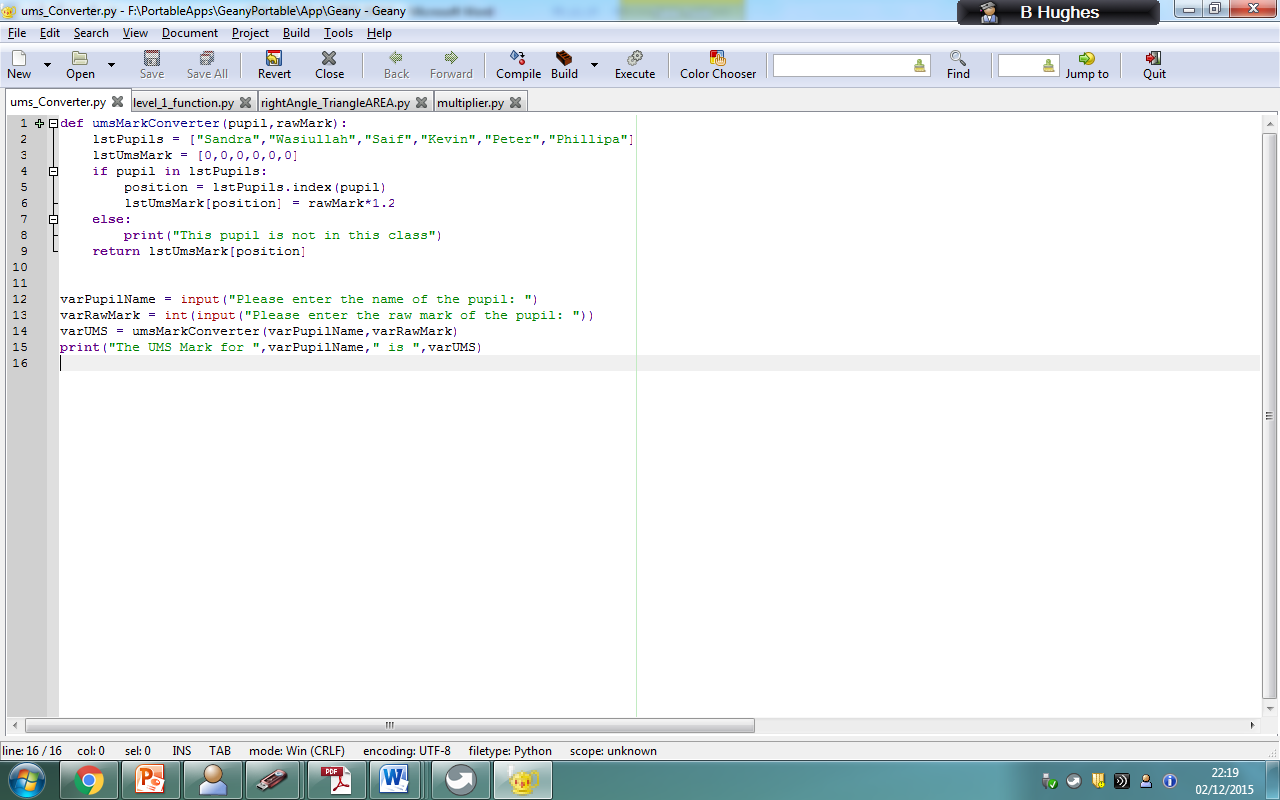 ums_Converter.py - F:\PortableApps\GeanyPortable\App\Geany - Geany
B Hughes
File Edit Search View Document Project Build Tools Help
New Open Save Save All Revert Close Back Forward Compile Build Execute Color Chooser Find Jump to Quit
ums_Converter.py level_1_function.py rightAngle_TriangleAREA.py multiplier.py
1 def umsMarkConverter(pupil,rawMark):
2 lstPupils = ["Sandra","Wasiullah","Saif","Kevin","Peter","Phillipa"]
3 lstUmsMark = [0,0,0,0,0,0]
4 if pupil in lstPupils:
5 position = lstPupils.index(pupil)
6 lstUmsMark[position] = rawMark*1.2
7 else:
8 print("This pupil is not in this class")
9 return lstUmsMark[position]
10
11
12 varPupilName = input("Please enter the name of the pupil: ")
13 varRawMark = int(input("Please enter the raw mark of the pupil: "))
14 varUMS = umsMarkConverter(varPupilName,varRawMark)
15 print("The UMS Mark for ",varPupilName," is ",varUMS)
16
line: 16 / 16 col: 0 sel: 0 INS TAB mode: Win (CRLF) encoding: UTF-8 filetype: Python scope: unknown
PDF
22:19
02/12/2015